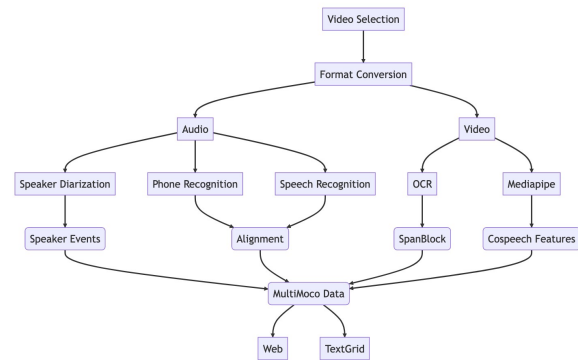 Video Selection
Format Conversion
Audio
Video
Speaker Diarization
Phone Recognition
Speech Recognition
OCR
Mediapipe
Speaker Events
Alignment
SpanBlock
Cospeech Features
MultiMoco Data
Web
TextGrid